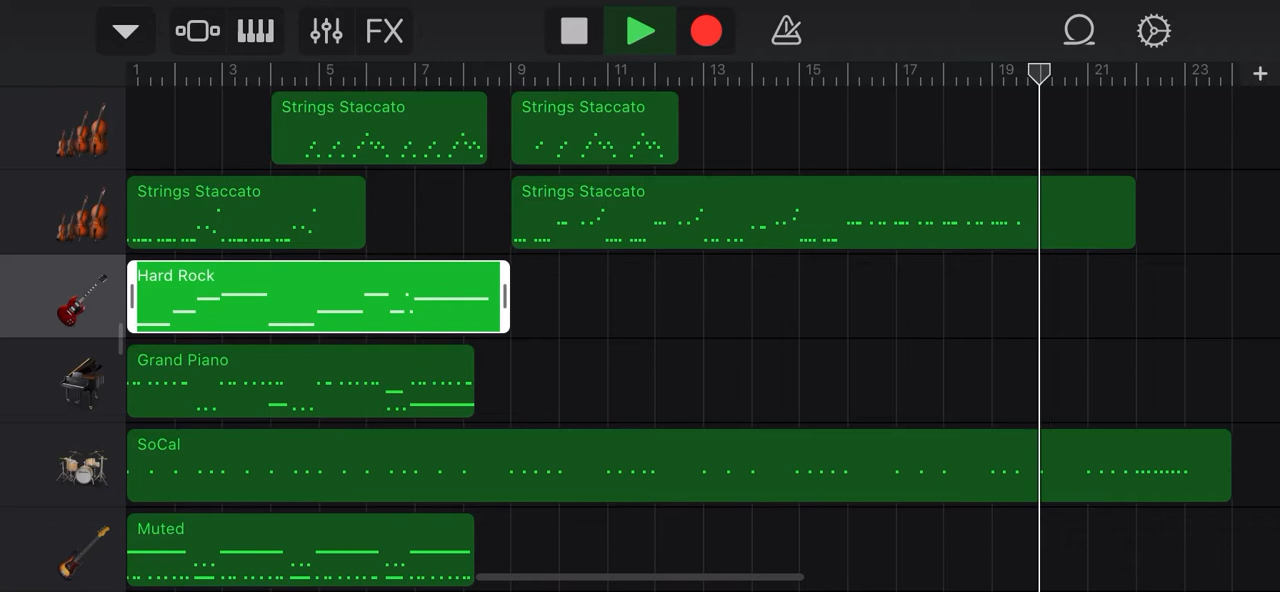 FX
1 3 5 7 9 11 13 15 17 19 21 23 +
Strings Staccato Strings Staccato
Strings Staccato Strings Staccato
Hard Rock
Grand Piano
SoCal
Muted